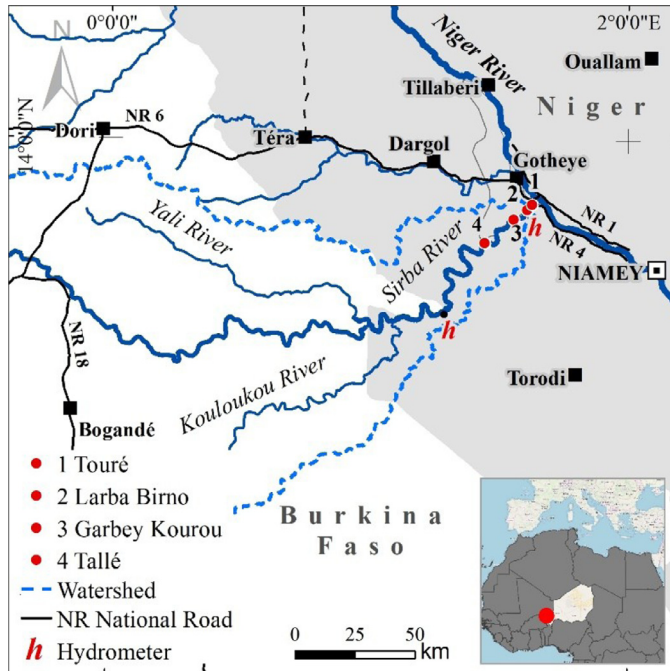 0°0'0"
2°0'0"E
N
14°0'0"N
Niger River
Ouallam
Tillaberi
Niger
Dori
NR 6
Téra
Dargol
Gotheye
1
2
3
4
h
NR 1
NR 4
Yali River
Sirba River
NIAMEY
h
NR 18
Kouloukou River
Torodi
Bogandé
1 Touré
2 Larba Birno
3 Garbey Kourou
4 Tallé
Watershed
NR National Road
h Hydrometer
Burkina
Faso
0 25 50
km